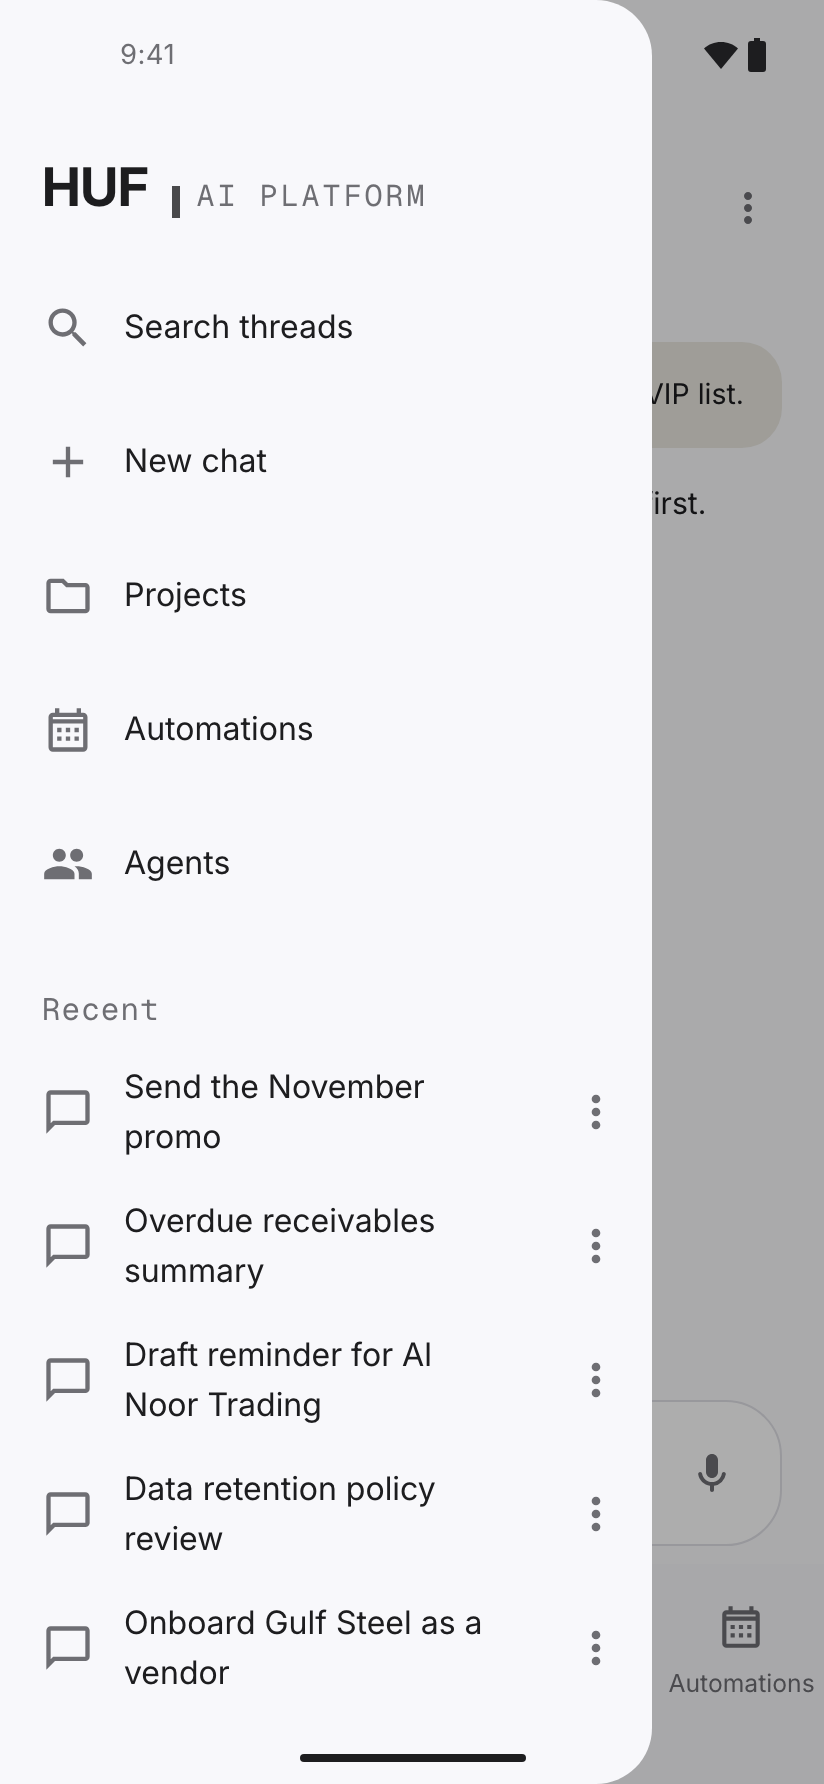 9:41
HUF AI PLATFORM
Search threads
VIP list.
New chat
first.
Projects
Automations
Agents
Recent
Send the November
promo
Overdue receivables
summary
Draft reminder for Al
Noor Trading
Data retention policy
review
Onboard Gulf Steel as a
vendor
Automations